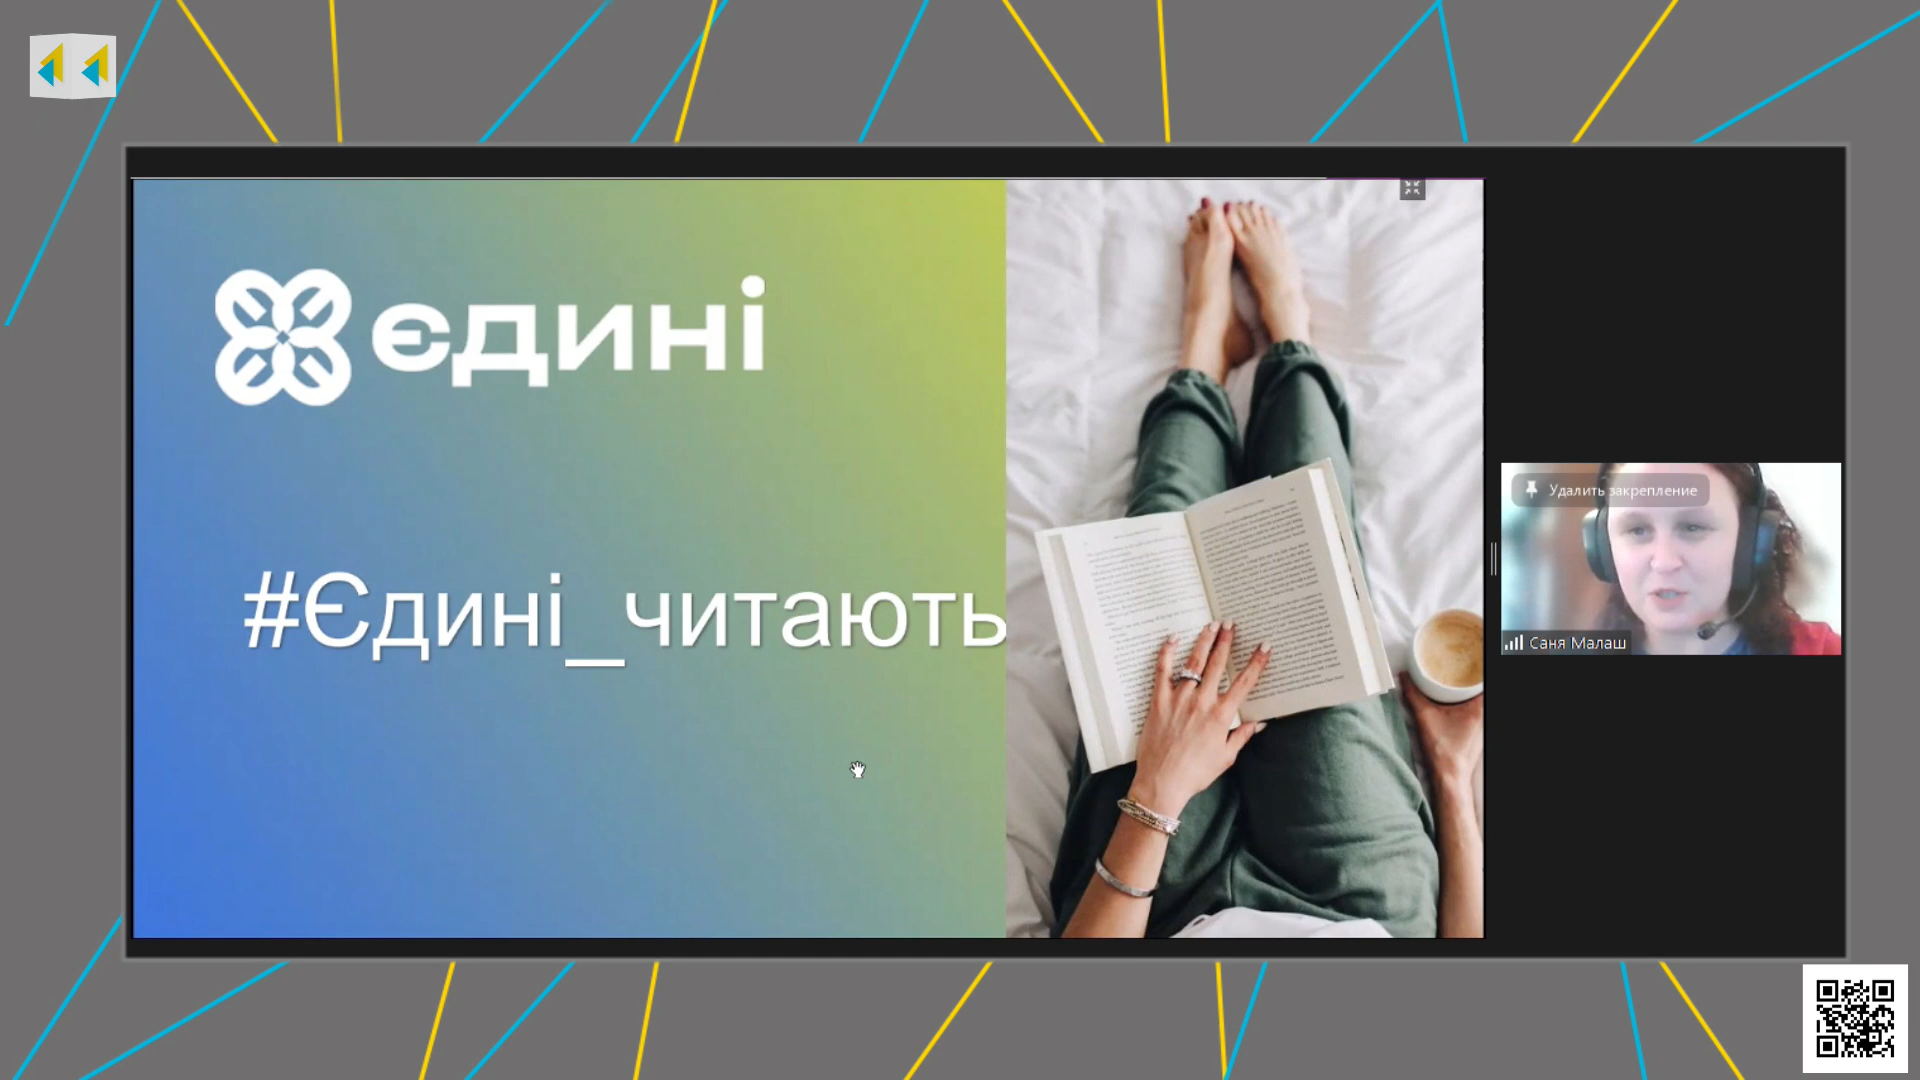 єдині
#Єдині_читають
Удалить закрепление
Саня Малаш